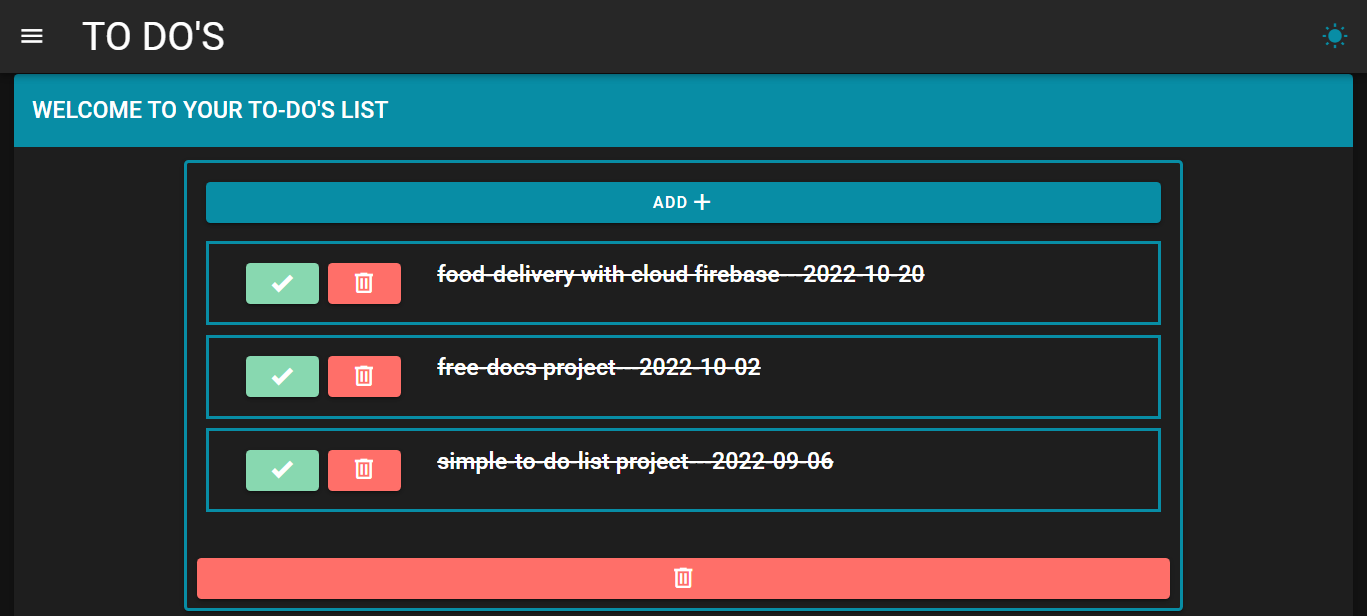 TO DO'S
WELCOME TO YOUR TO-DO'S LIST
ADD +
food delivery with cloud firebase---2022-10-20
free docs project---2022-10-02
simple to-do-list project---2022-09-06